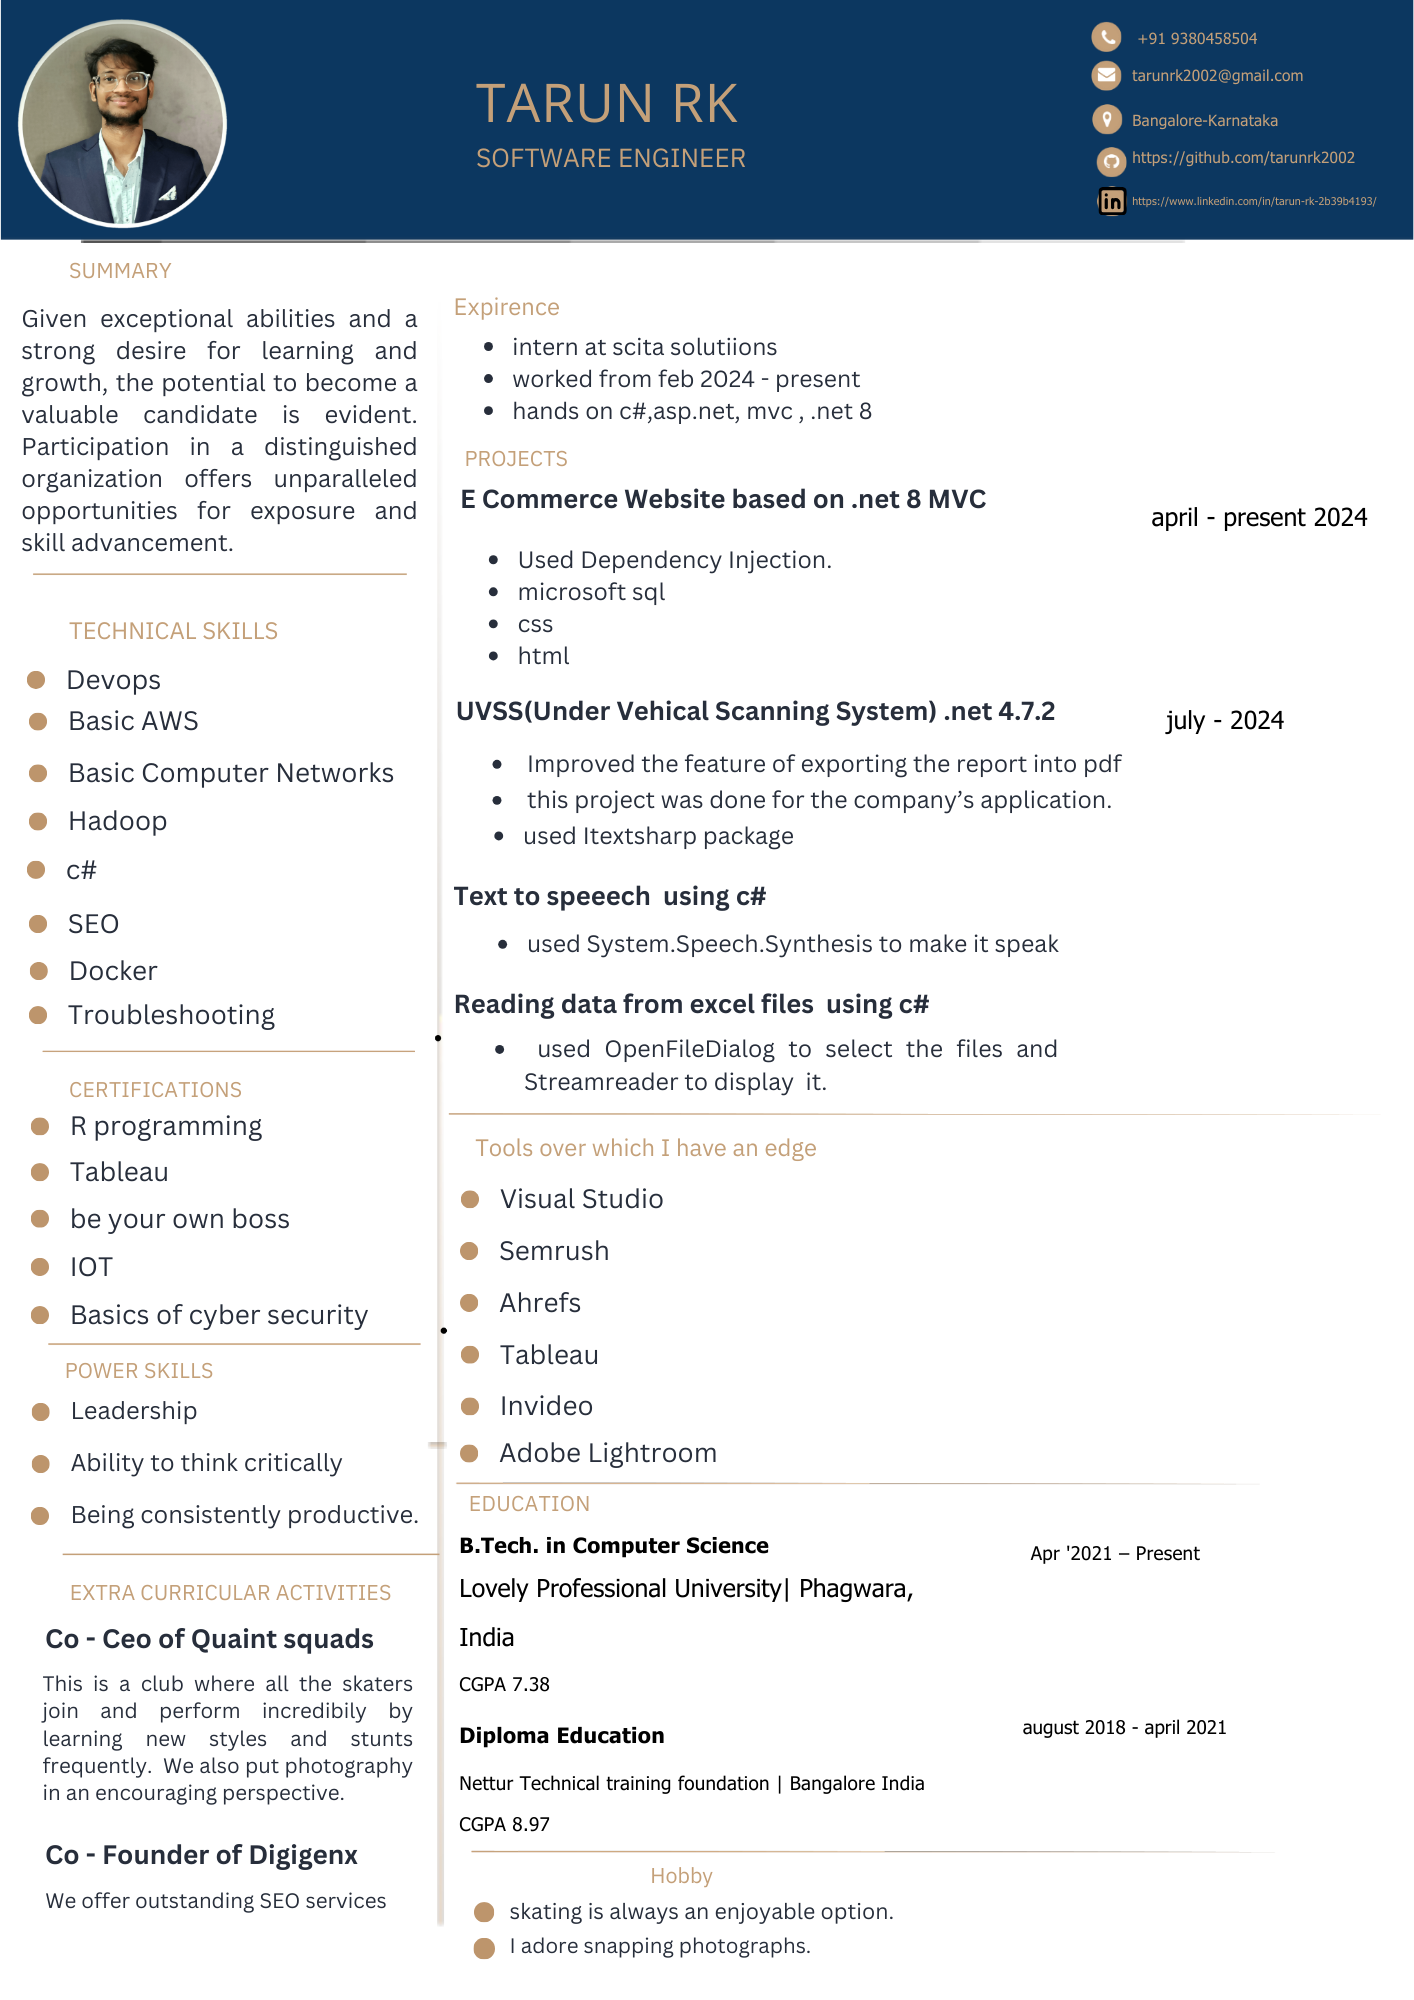 TARUN RK
SOFTWARE ENGINEER
+91 9380458504
tarunrk2002@gmail.com
Bangalore-Karnataka
https://github.com/tarunrk2002
in https://www.linkedin.com/in/tarun-rk-2b39b4193/
SUMMARY
Given exceptional abilities and a
strong desire for learning and
growth, the potential to become a
valuable candidate is evident.
Participation in a distinguished
organization offers unparalleled
opportunities for exposure and
skill advancement.
TECHNICAL SKILLS
Devops
Basic AWS
Basic Computer Networks
Hadoop
c#
SEO
Docker
Troubleshooting
CERTIFICATIONS
R programming
Tableau
be your own boss
IOT
Basics of cyber security
POWER SKILLS
Leadership
Ability to think critically
Being consistently productive.
EXTRA CURRICULAR ACTIVITIES
Co - Ceo of Quaint squads
This is a club where all the skaters
join and perform incredibily by
learning new styles and stunts
frequently. We also put photography
in an encouraging perspective.
Co - Founder of Digigenx
We offer outstanding SEO services
Expirence
• intern at scita solutiions
• worked from feb 2024 - present
• hands on c#,asp.net, mvc , .net 8
PROJECTS
E Commerce Website based on .net 8 MVC
april - present 2024
• Used Dependency Injection.
• microsoft sql
• css
• html
UVSS(Under Vehical Scanning System) .net 4.7.2
july - 2024
• Improved the feature of exporting the report into pdf
• this project was done for the company’s application.
• used Itextsharp package
Text to speeech using c#
• used System.Speech.Synthesis to make it speak
Reading data from excel files using c#
• used OpenFileDialog to select the files and
Streamreader to display it.
Tools over which I have an edge
Visual Studio
Semrush
Ahrefs
Tableau
Invideo
Adobe Lightroom
EDUCATION
B.Tech. in Computer Science
Apr '2021 – Present
Lovely Professional University| Phagwara,
India
CGPA 7.38
Diploma Education
august 2018 - april 2021
Nettur Technical training foundation | Bangalore India
CGPA 8.97
Hobby
skating is always an enjoyable option.
I adore snapping photographs.